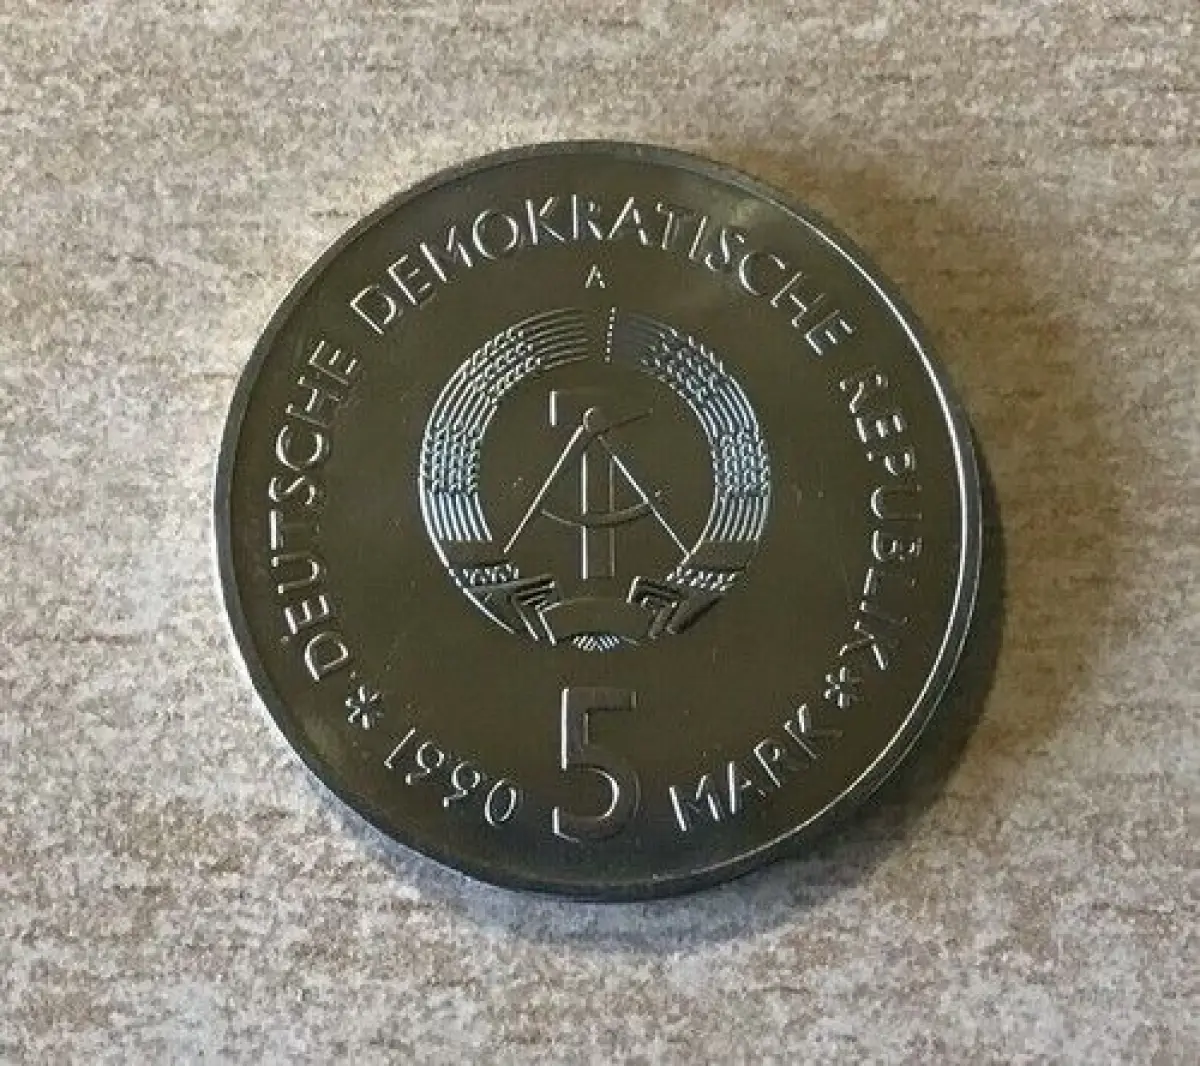 * DEUTSCHE DEMOKRATISCHE REPUBLIK *
A
1990 5 MARK